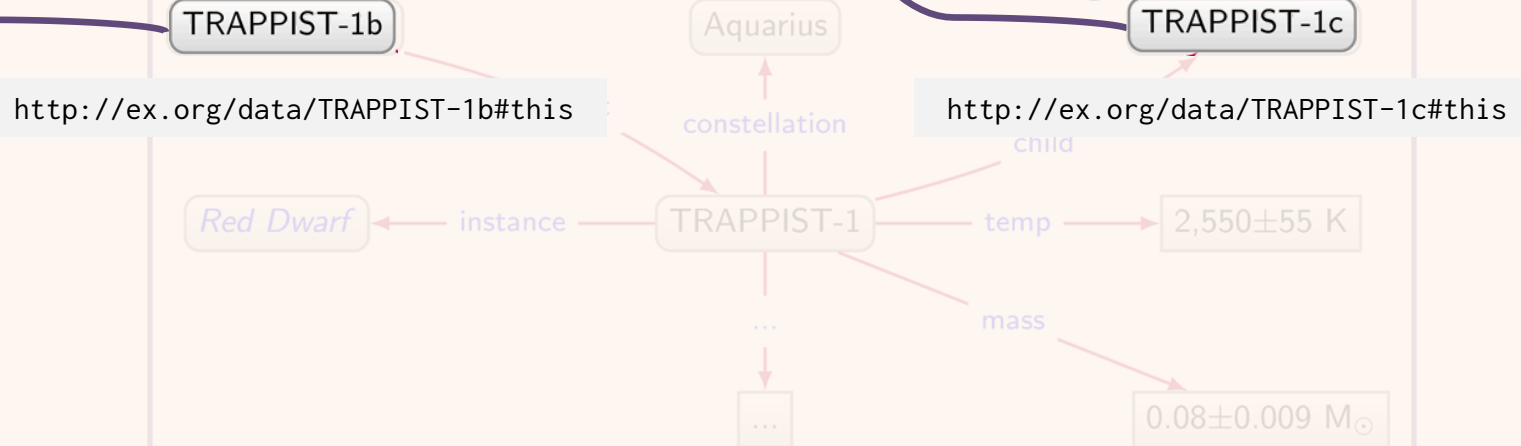 TRAPPIST-1b
Aquarius
TRAPPIST-1c
http://ex.org/data/TRAPPIST-1b#this
http://ex.org/data/TRAPPIST-1c#this
constellation
child
Red Dwarf
instance
TRAPPIST-1
temp
2,550±55 K
...
mass
...
0.08±0.009 M☉